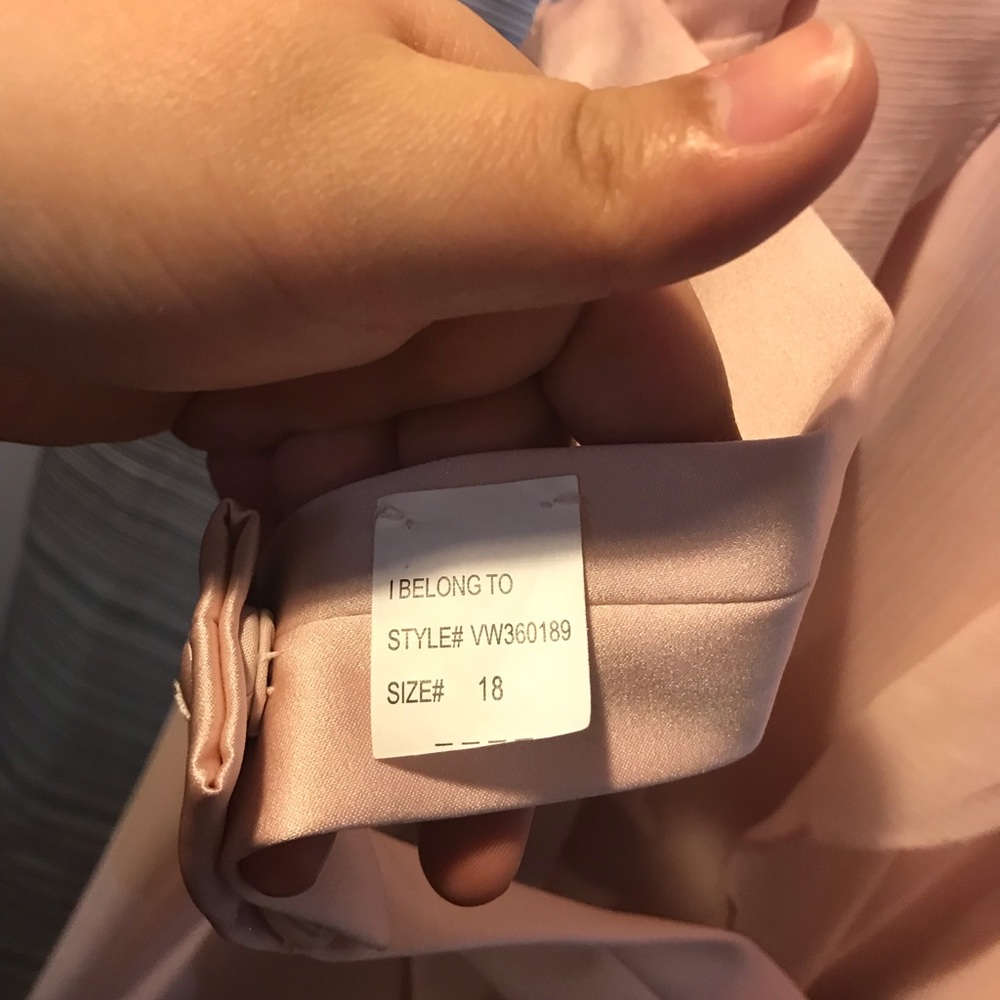 I BELONG TO
STYLE# VW360189
SIZE# 18